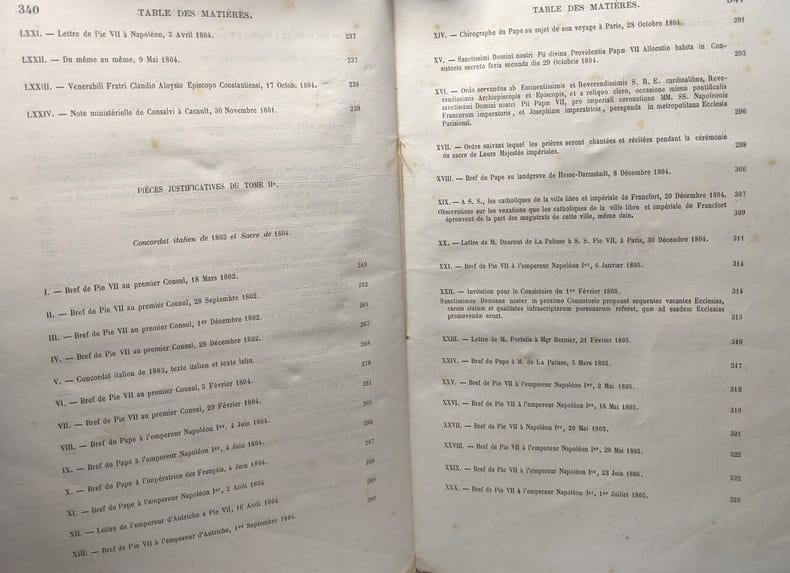 340
TABLE DES MATIÈRES.
LXXI. — Lettre de Pie VII à Napoléon, 3 Avril 1804. 237
LXXII. — Du même au même, 9 Mai 1804. 237
LXXIII. — Venerabili Fratri Claudio Aloysio Episcopo Constantiensi, 17 Octob. 1804. 238
LXXIV. — Note ministérielle de Consalvi à Cacault, 30 Novembre 1801. 239
PIÈCES JUSTIFICATIVES DU TOME IIe.
Concordat italien de 1803 et Sacre de 1804.
I. — Bref de Pie VII au premier Consul, 18 Mars 1802. 249
II. — Bref de Pie VII au premier Consul, 28 Septembre 1802. 252
III. — Bref de Pie VII au premier Consul, 1er Décembre 1802. 261
IV. — Bref de Pie VII au premier Consul, 28 Décembre 1802. 263
V. — Concordat italien de 1803, texte italien et texte latin. 268
VI. — Bref de Pie VII au premier Consul, 5 Février 1804. 278
VII. — Bref de Pie VII au premier Consul, 29 Février 1804. 281
VIII. — Bref du Pape à l'empereur Napoléon Ier, 4 Juin 1804. 285
IX. — Bref du Pape à l'empereur Napoléon Ier, 4 Juin 1804. 286
X. — Bref du Pape à l'impératrice des Français, 4 Juin 1804. 287
XI. — Bref du Pape à l'empereur Napoléon Ier, 2 Août 1804. 288
XII. — Lettre de l'empereur d'Autriche à Pie VII, 16 Août 1804. 289
XIII. — Bref de Pie VII à l'empereur d'Autriche, 1er Septembre 1804. 290
TABLE DES MATIÈRES.
XIV. — Chirographe du Pape au sujet de son voyage à Paris, 28 Octobre 1804. 291
XV. — Sanctissimi Domini nostri Pii divina Providentia Papæ VII Allocutio habita in Con-
sistorio secreto feria secunda die 29 Octobris 1804. 293
XVI. — Ordo servandus ab Eminentissimis et Reverendissimis S. R. E. cardinalibus, Reve-
rendissimis Archiepiscopis et Episcopis, et a reliquo clero, occasione missæ pontificalis
sanctissimi Domini nostri Pii Papæ VII, pro imperiali coronatione MM. SS. Napoleonis
Francorum imperatoris, et Josephinæ imperatricis, peragenda in metropolitana Ecclesia
Parisiensi. 296
XVII. — Ordre suivant lequel les prières seront chantées et récitées pendant la cérémonie
du sacre de Leurs Majestés impériales. 298
XVIII. — Bref du Pape au landgrave de Hesse-Darmstadt, 8 Décembre 1804. 306
XIX. — A S. S., les catholiques de la ville libre et impériale de Francfort, 20 Décembre 1804. 307
Observations sur les vexations que les catholiques de la ville libre et impériale de Francfort
éprouvent de la part des magistrats de cette ville, même date. 309
XX. — Lettre de M. Daurout de La Palisse à S. S. Pie VII, à Paris, 30 Décembre 1804. 311
XXI. — Bref de Pie VII à l'empereur Napoléon Ier, 6 Janvier 1805. 314
XXII. — Invitation pour le Consistoire du 1er Février 1805. 314
Sanctissimus Dominus noster in proximo Consistorio proponet sequentes vacantes Ecclesias,
earum statum et qualitates infrascriptarum personarum referet, quæ ad easdem Ecclesias
promovendæ erunt. 315
XXIII. — Lettre de M. Portalis à Mgr Bernier, 21 Février 1805. 316
XXIV. — Bref du Pape à M. de La Palisse, 5 Mars 1805. 317
XXV. — Bref de Pie VII à l'empereur Napoléon Ier, 2 Mai 1805. 318
XXVI. — Bref de Pie VII à l'empereur Napoléon Ier, 18 Mai 1805. 319
XXVII. — Bref de Pie VII à Napoléon Ier, 20 Mai 1805. 321
XXVIII. — Bref de Pie VII à l'empereur Napoléon Ier, 20 Mai 1805. 322
XXIX. — Bref de Pie VII à l'empereur Napoléon Ier, 23 Juin 1805. 322
XXX. — Bref de Pie VII à l'empereur Napoléon Ier, 1er Juillet 1805. 323